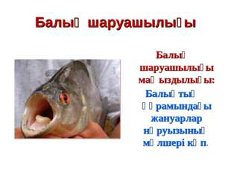 Балық шаруашылығы
Балық
шаруашылығы
маңыздылығы:
Балықтың
құрамындағы
жануарлар
нәруызының
мөлшері көп.